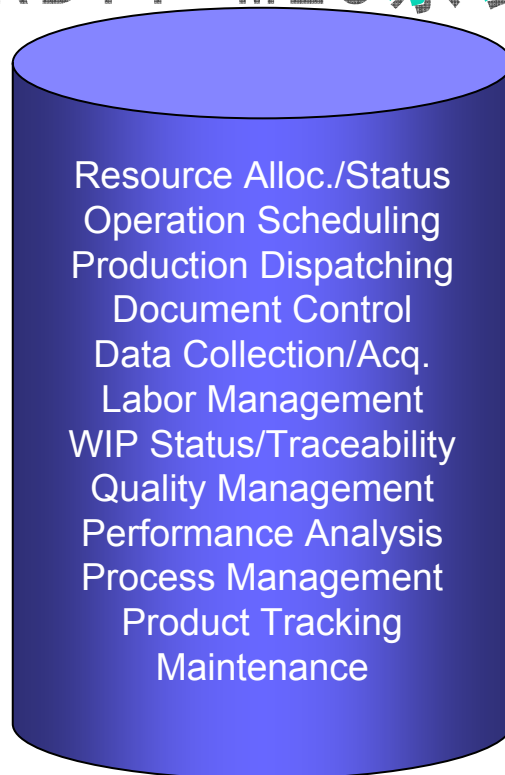 Resource Alloc./Status
Operation Scheduling
Production Dispatching
Document Control
Data Collection/Acq.
Labor Management
WIP Status/Traceability
Quality Management
Performance Analysis
Process Management
Product Tracking
Maintenance